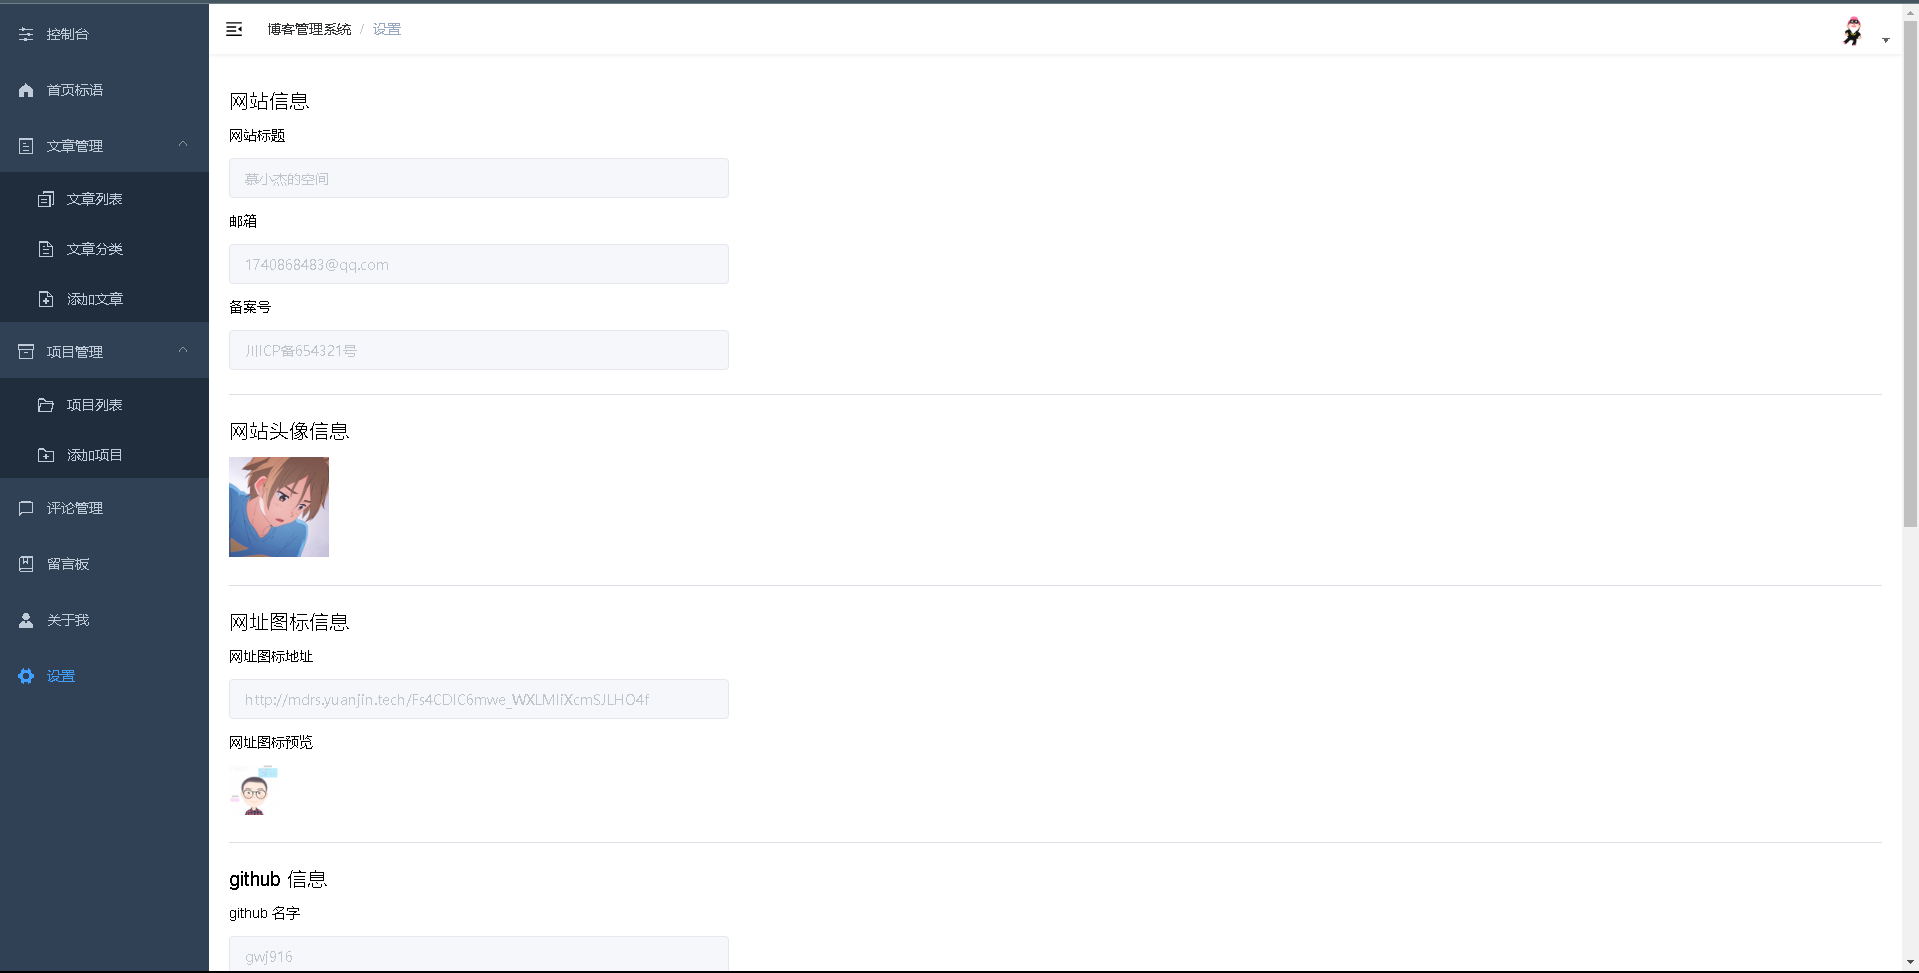 控制台
首页标语
文章管理
文章列表
文章分类
添加文章
项目管理
项目列表
添加项目
评论管理
留言板
关于我
设置
博客管理系统 / 设置
网站信息
网站标题
慕小杰的空间
邮箱
1740868483@qq.com
备案号
川ICP备654321号
网站头像信息
网址图标信息
网址图标地址
http://mdrs.yuanjin.tech/Fs4CDIC6mwe_WXLMIiXcmSJLHO4f
网址图标预览
github 信息
github 名字
gwj916